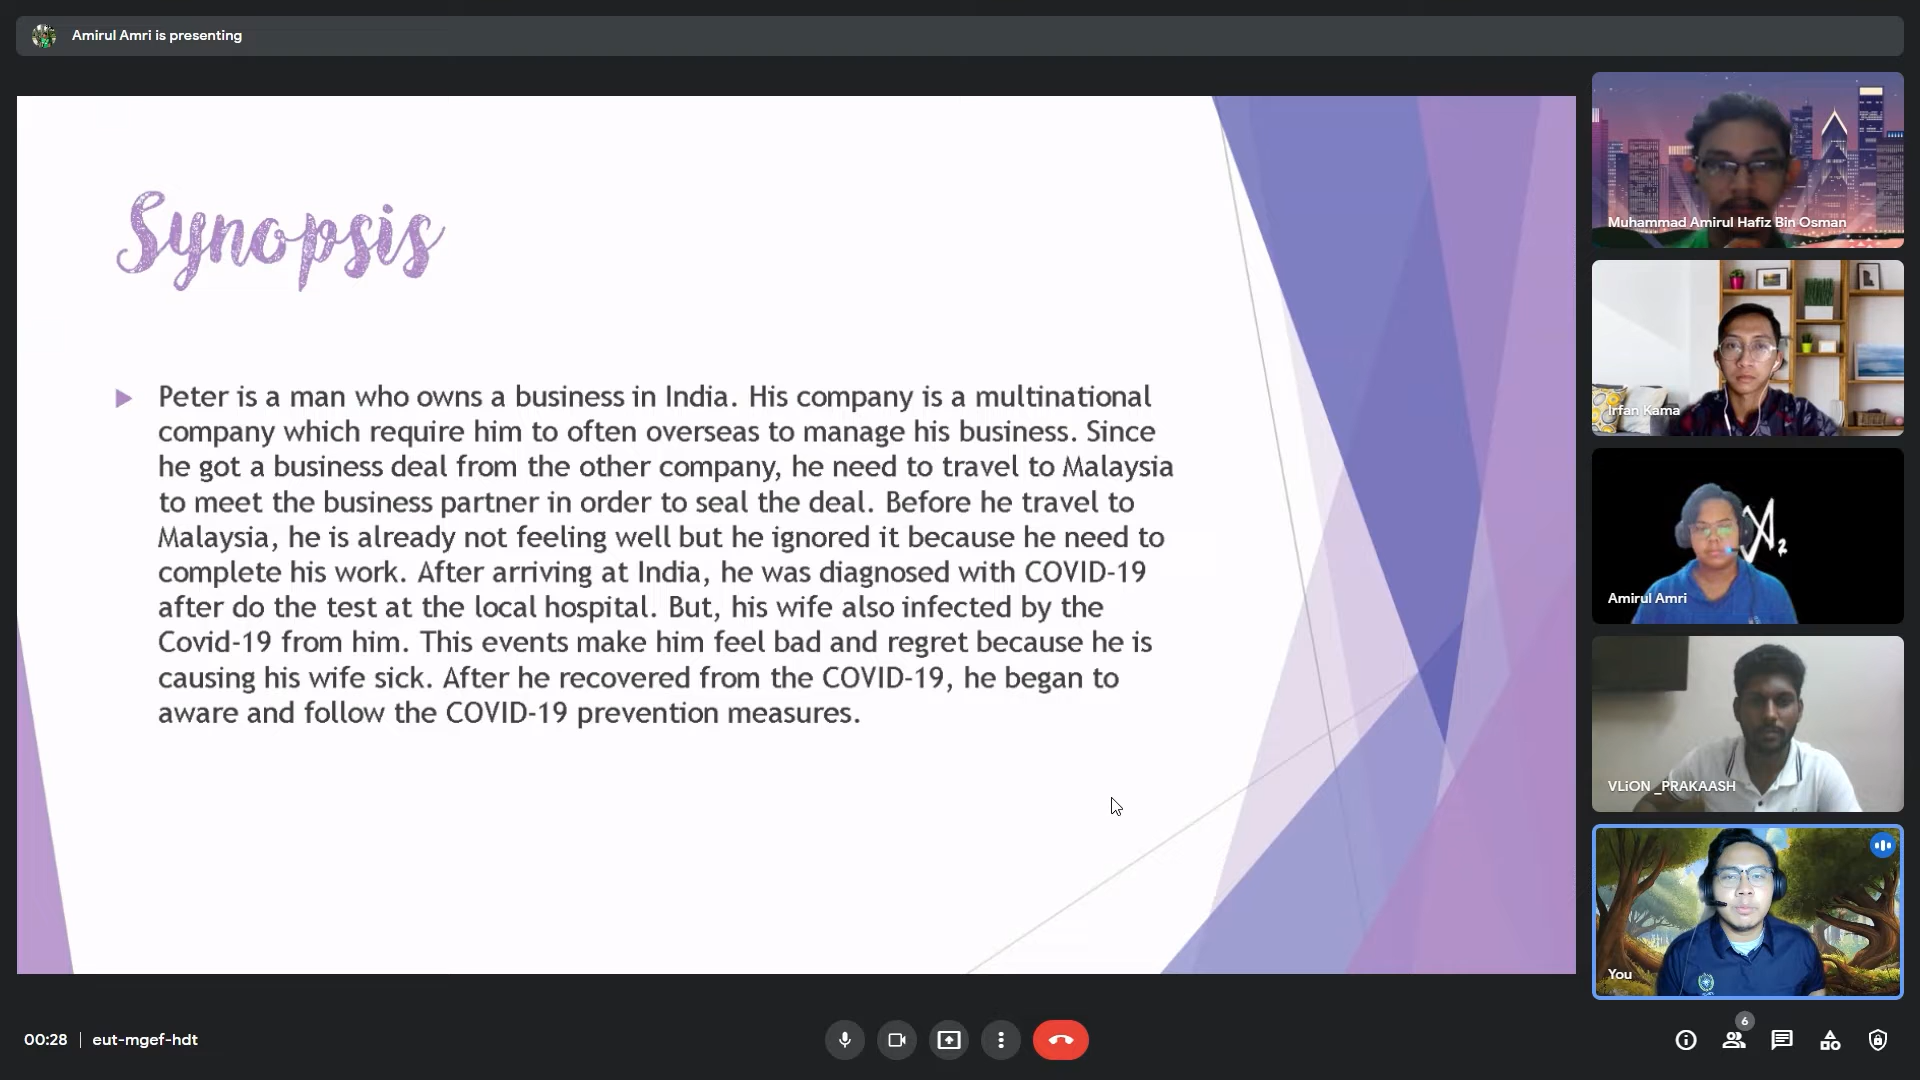 Amirul Amri is presenting
Synopsis
Peter is a man who owns a business in India. His company is a multinational
company which require him to often overseas to manage his business. Since
he got a business deal from the other company, he need to travel to Malaysia
to meet the business partner in order to seal the deal. Before he travel to
Malaysia, he is already not feeling well but he ignored it because he need to
complete his work. After arriving at India, he was diagnosed with COVID-19
after do the test at the local hospital. But, his wife also infected by the
Covid-19 from him. This events make him feel bad and regret because he is
causing his wife sick. After he recovered from the COVID-19, he began to
aware and follow the COVID-19 prevention measures.
Muhammad Amirul Hafiz Bin Osman
Irfan Kama
A2
Amirul Amri
VLiON _PRAKAASH
You
00:28 | eut-mgef-hdt
6